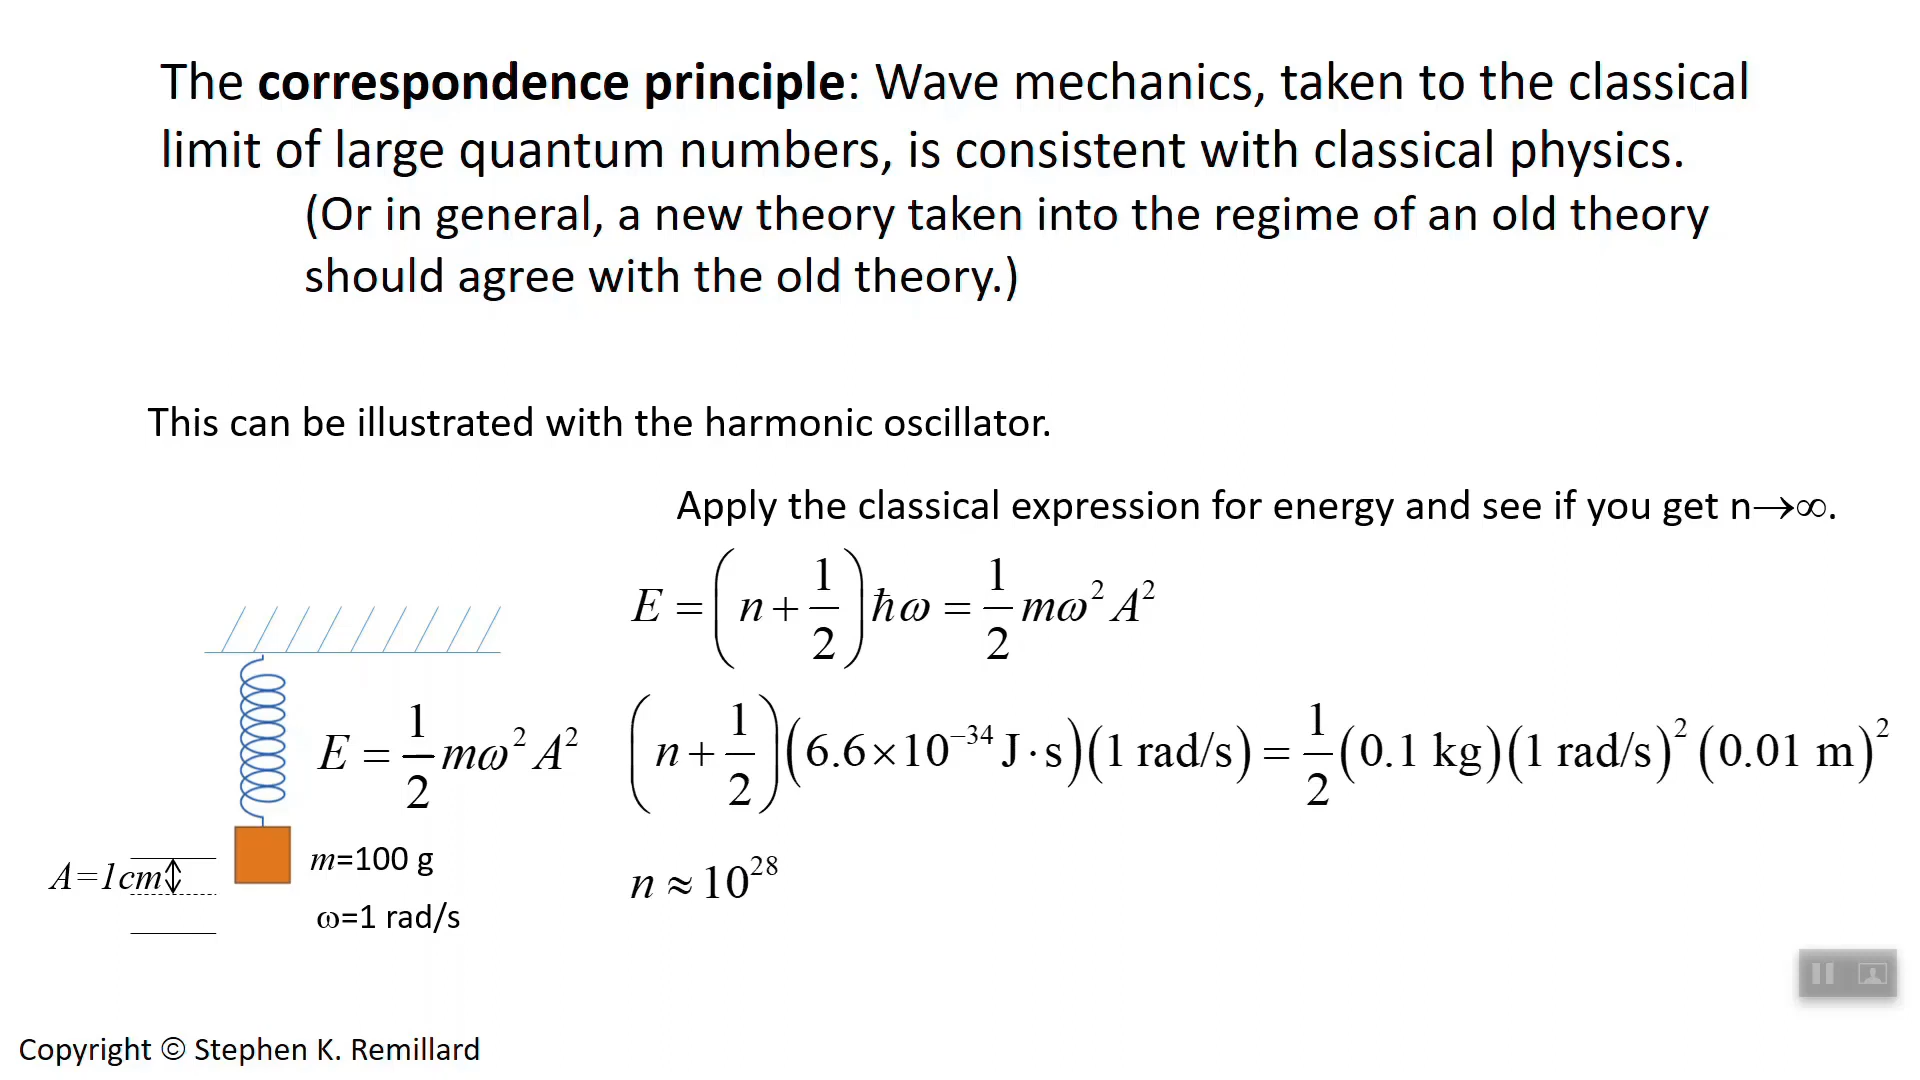 The correspondence principle: Wave mechanics, taken to the classical
limit of large quantum numbers, is consistent with classical physics.
(Or in general, a new theory taken into the regime of an old theory
should agree with the old theory.)
This can be illustrated with the harmonic oscillator.
Apply the classical expression for energy and see if you get n→∞.
E = (n + 1/2) ħω = 1/2 mω² A²
E = 1/2 mω² A²
(n + 1/2)(6.6×10⁻³⁴ J·s)(1 rad/s) = 1/2 (0.1 kg)(1 rad/s)² (0.01 m)²
A=1cm
m=100 g
n ≈ 10²⁸
ω=1 rad/s
Copyright © Stephen K. Remillard